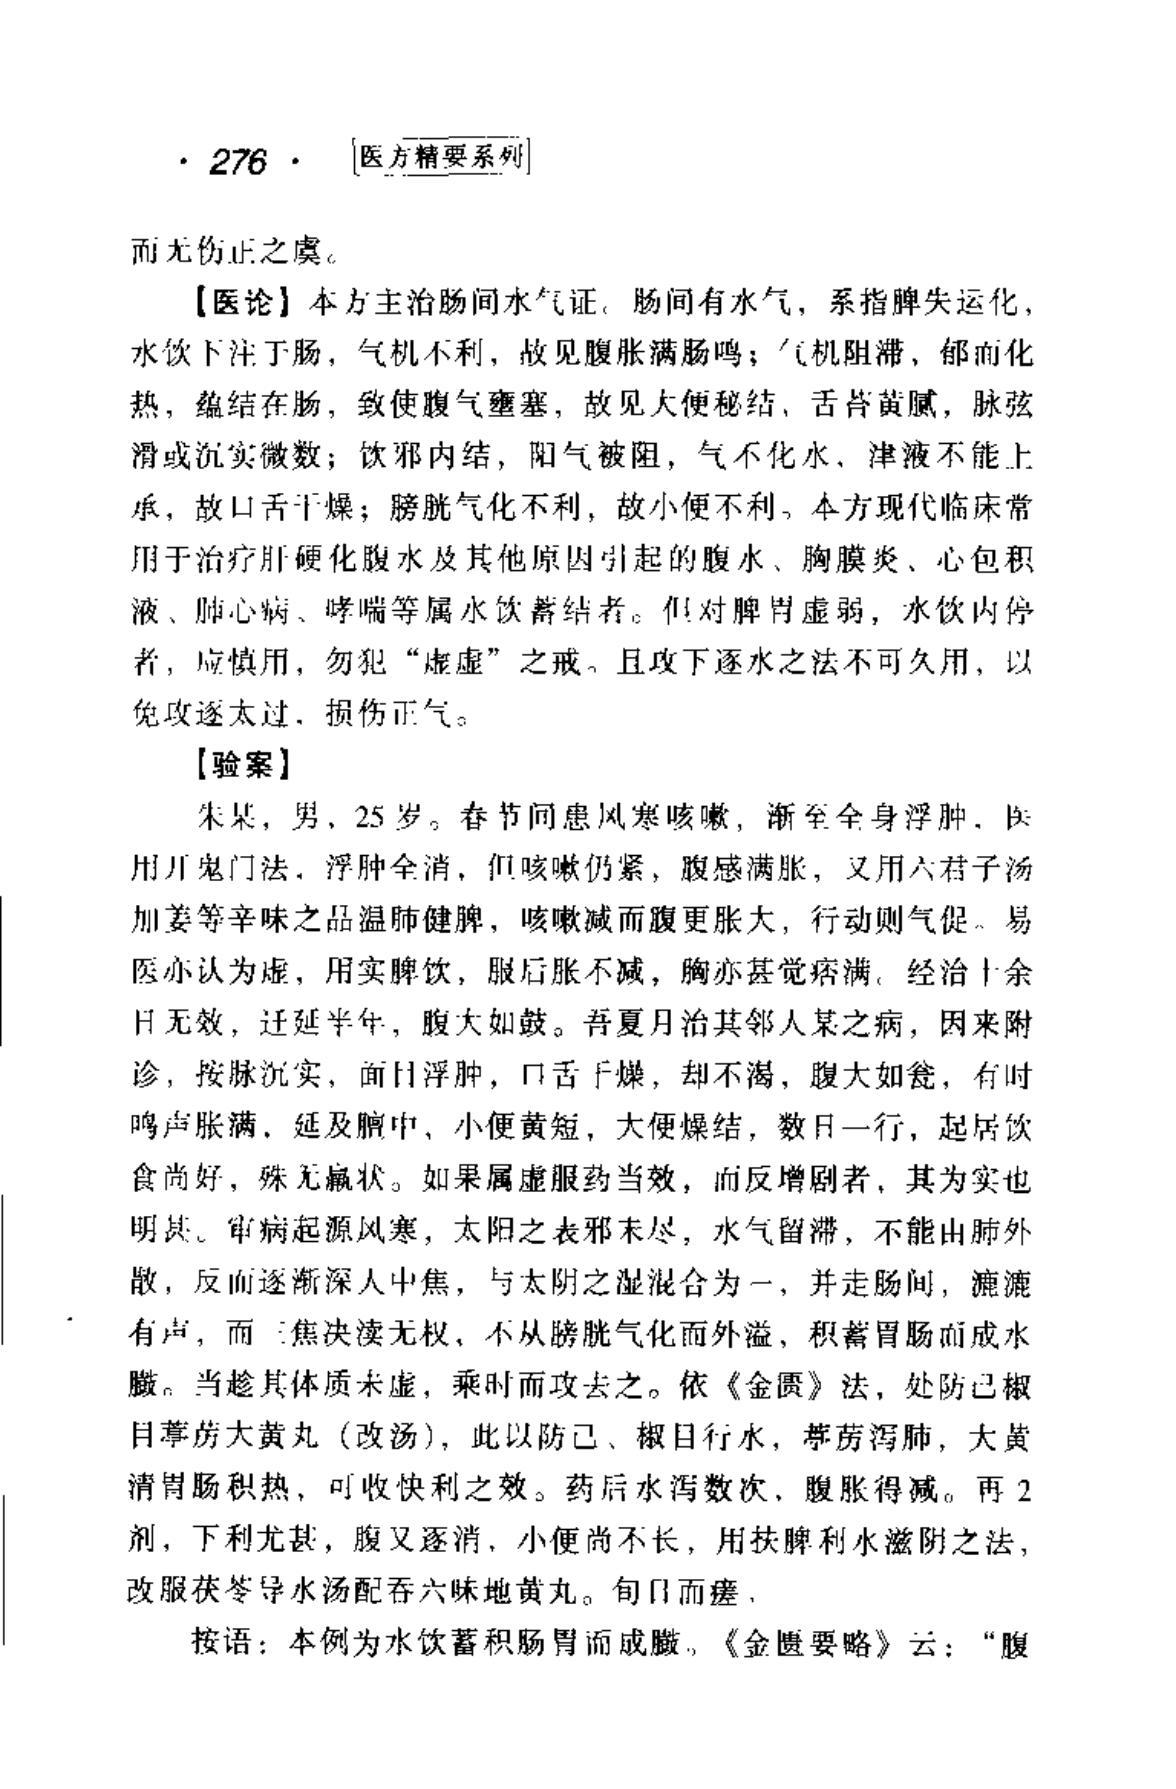 · 276 · 医方精要系列
而无伤正之虞。
【医论】本方主治肠间水气证。肠间有水气，系指脾失运化，
水饮下注于肠，气机不利，故见腹胀满肠鸣；气机阻滞，郁而化
热，蕴结在肠，致使腹气壅塞，故见大便秘结、舌苔黄腻，脉弦
滑或沉实微数；饮邪内结，阳气被阻，气不化水、津液不能上
承，故口舌干燥；膀胱气化不利，故小便不利。本方现代临床常
用于治疗肝硬化腹水及其他原因引起的腹水、胸膜炎、心包积
液、肺心病、哮喘等属水饮蓄结者。但对脾胃虚弱，水饮内停
者，应慎用，勿犯“虚虚”之戒。且攻下逐水之法不可久用，以
免攻逐太过，损伤正气。
【验案】
朱某，男，25岁。春节间患风寒咳嗽，渐至全身浮肿，医
用开鬼门法，浮肿全消，但咳嗽仍紧，腹感满胀，又用六君子汤
加姜等辛味之品温肺健脾，咳嗽减而腹更胀大，行动则气促。易
医亦认为虚，用实脾饮，服后胀不减，胸亦甚觉痞满。经治十余
日无效，迁延半年，腹大如鼓。吾夏月治其邻人某之病，因来附
诊，按脉沉实，面目浮肿，口舌干燥，却不渴，腹大如瓮，有时
鸣声胀满，延及膻中、小便黄短，大便燥结，数日一行，起居饮
食尚好，殊无羸状。如果属虚服药当效，而反增剧者，其为实也
明甚。审病起源风寒，太阳之表邪未尽，水气留滞，不能由肺外
散，反而逐渐深入中焦，与太阴之湿混合为一，并走肠间，漉漉
有声，而三焦决渎无权，不从膀胱气化而外溢，积蓄胃肠而成水
臌。当趁其体质未虚，乘时而攻去之。依《金匮》法，处防己椒
目葶苈大黄丸（改汤），此以防己、椒目行水，葶苈泻肺，大黄
清胃肠积热，可收快利之效。药后水泻数次，腹胀得减。再2
剂，下利尤甚，腹又逐消，小便尚不长，用扶脾利水滋阴之法，
改服茯苓导水汤配吞六味地黄丸。旬日而瘥．
按语：本例为水饮蓄积肠胃而成臌。《金匮要略》云：“腹